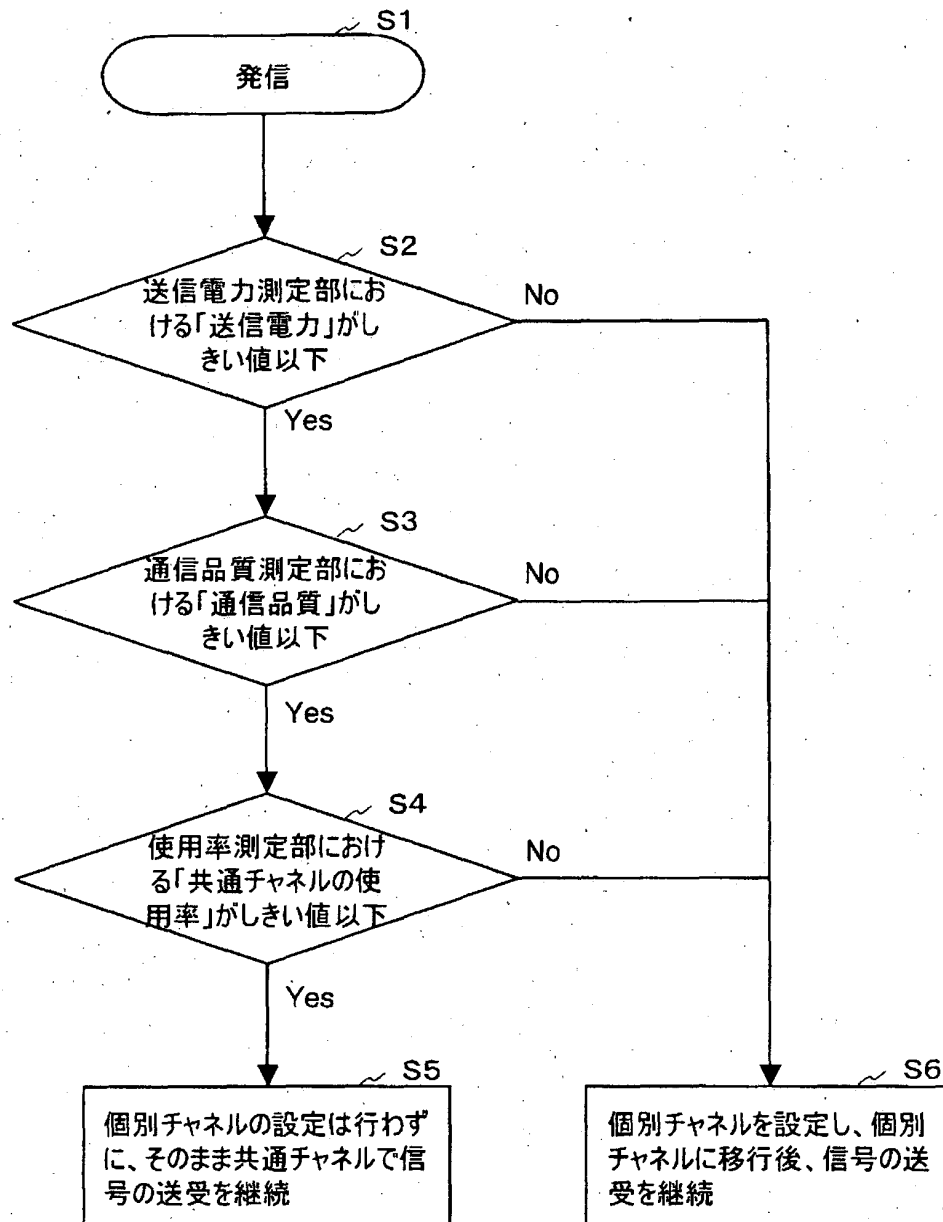 S1
発信
S2
送信電力測定部にお
ける「送信電力」がし
きい値以下
No
Yes
S3
通信品質測定部にお
ける「通信品質」がし
きい値以下
No
Yes
S4
使用率測定部におけ
る「共通チャネルの使
用率」がしきい値以下
No
Yes
S5
個別チャネルの設定は行わず
に、そのまま共通チャネルで信
号の送受を継続
S6
個別チャネルを設定し、個別
チャネルに移行後、信号の送
受を継続